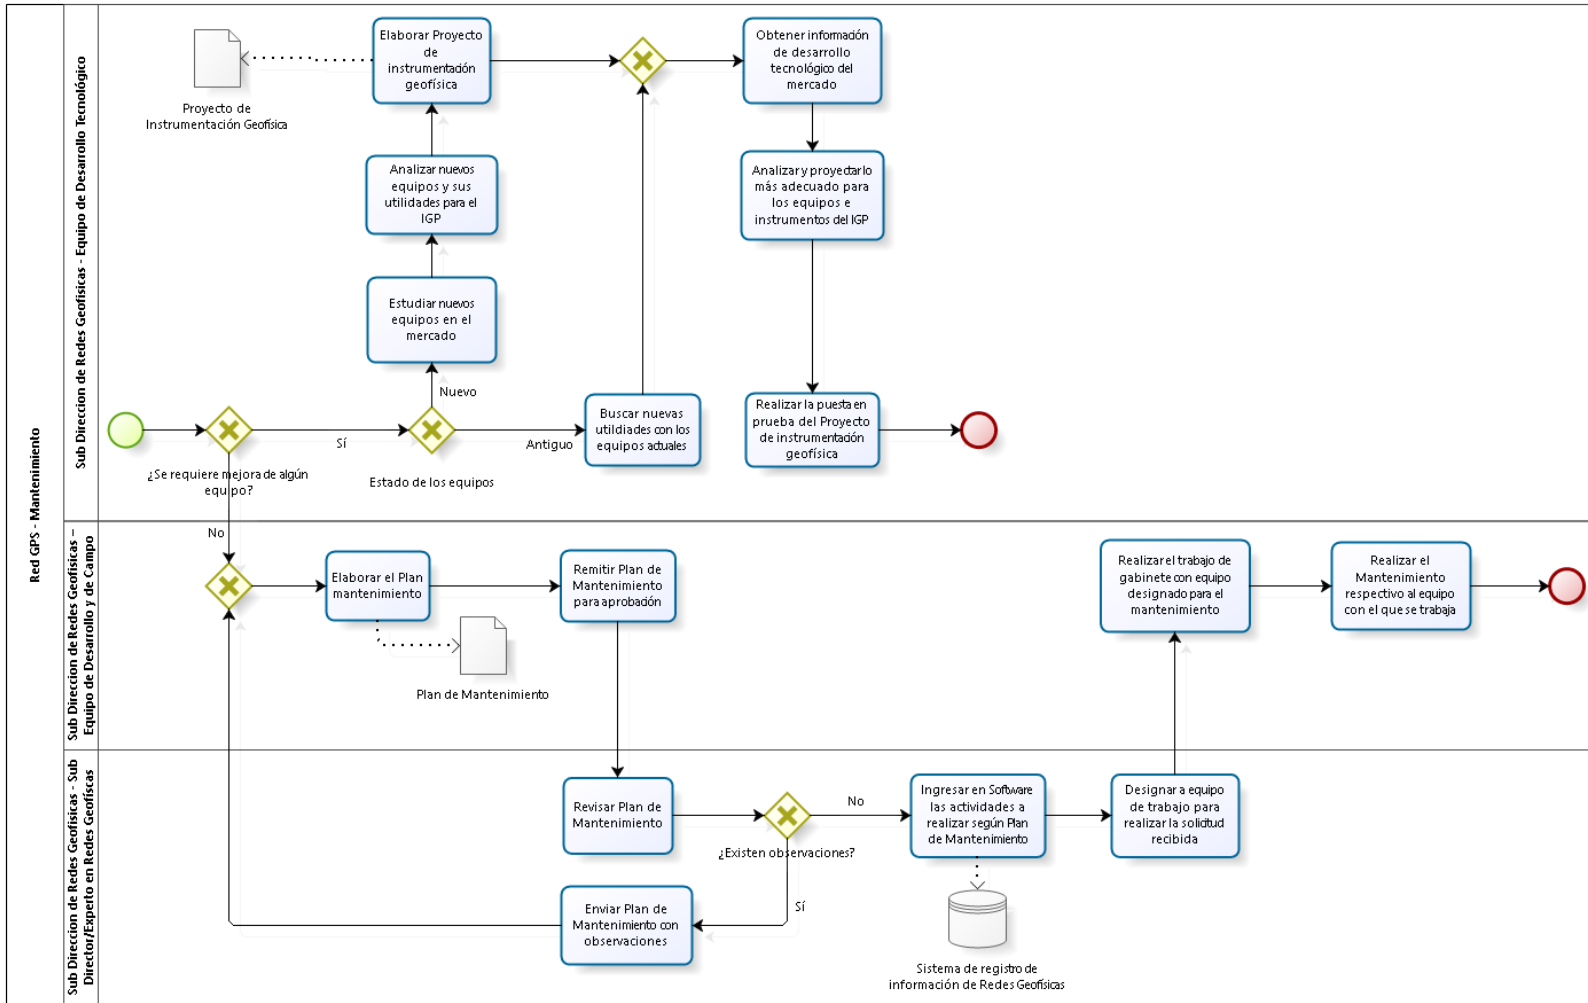 Red GPS - Mantenimiento
Sub Direccion de Redes Geofisicas - Equipo de Desarrollo Tecnológico
Elaborar Proyecto
de
instrumentación
geofísica
Proyecto de
Instrumentación Geofísica
Obtener información
de desarrollo
tecnológico del
mercado
Analizar nuevos
equipos y sus
utilidades para el
IGP
Analizar y proyectar lo
más adecuado para
los equipos e
instrumentos del IGP
Estudiar nuevos
equipos en el
mercado
Nuevo
¿Se requiere mejora de algún
equipo?
Sí
Estado de los equipos
Antiguo
Buscar nuevas
utildiades con los
equipos actuales
Realizar la puesta en
prueba del Proyecto
de instrumentación
geofísica
No
Sub Direccion de Redes Geofisicas –
Equipo de Desarrollo y de Campo
Elaborar el Plan
mantenimiento
Plan de Mantenimiento
Remitir Plan de
Mantenimiento
para aprobación
Realizar el trabajo de
gabinete con equipo
designado para el
mantenimiento
Realizar el
Mantenimiento
respectivo al equipo
con el que se trabaja
Sub Direccion de Redes Geofisicas - Sub
Director/Experto en Redes Geofíscas
Revisar Plan de
Mantenimiento
¿Existen observaciones?
No
Sí
Enviar Plan de
Mantenimiento con
observaciones
Ingresar en Software
las actividades a
realizar según Plan
de Mantenimiento
Sistema de registro de
información de Redes Geofísicas
Designar a equipo
de trabajo para
realizar la solicitud
recibida